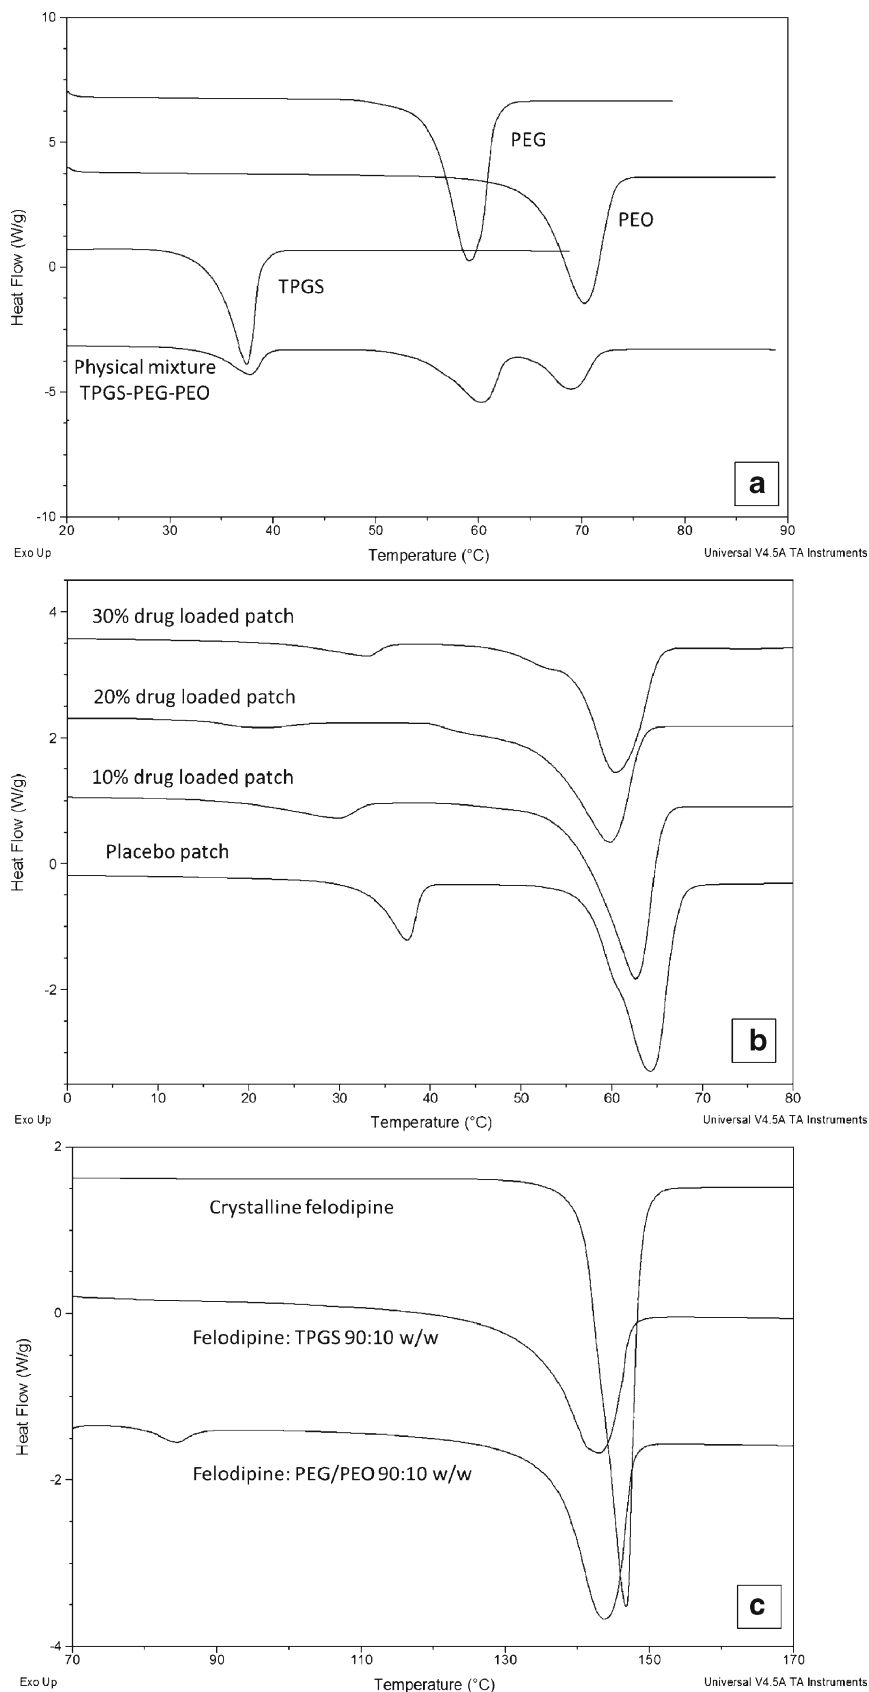 10
5
0
-5
-10
Heat Flow (W/g)
PEG
PEO
TPGS
Physical mixture
TPGS-PEG-PEO
a
20 30 40 50 60 70 80 90
Exo Up
Temperature (°C)
Universal V4.5A TA Instruments
4
2
0
-2
Heat Flow (W/g)
30% drug loaded patch
20% drug loaded patch
10% drug loaded patch
Placebo patch
b
0 10 20 30 40 50 60 70 80
Exo Up
Temperature (°C)
Universal V4.5A TA Instruments
2
0
-2
-4
Heat Flow (W/g)
Crystalline felodipine
Felodipine: TPGS 90:10 w/w
Felodipine: PEG/PEO 90:10 w/w
c
70 90 110 130 150 170
Exo Up
Temperature (°C)
Universal V4.5A TA Instruments